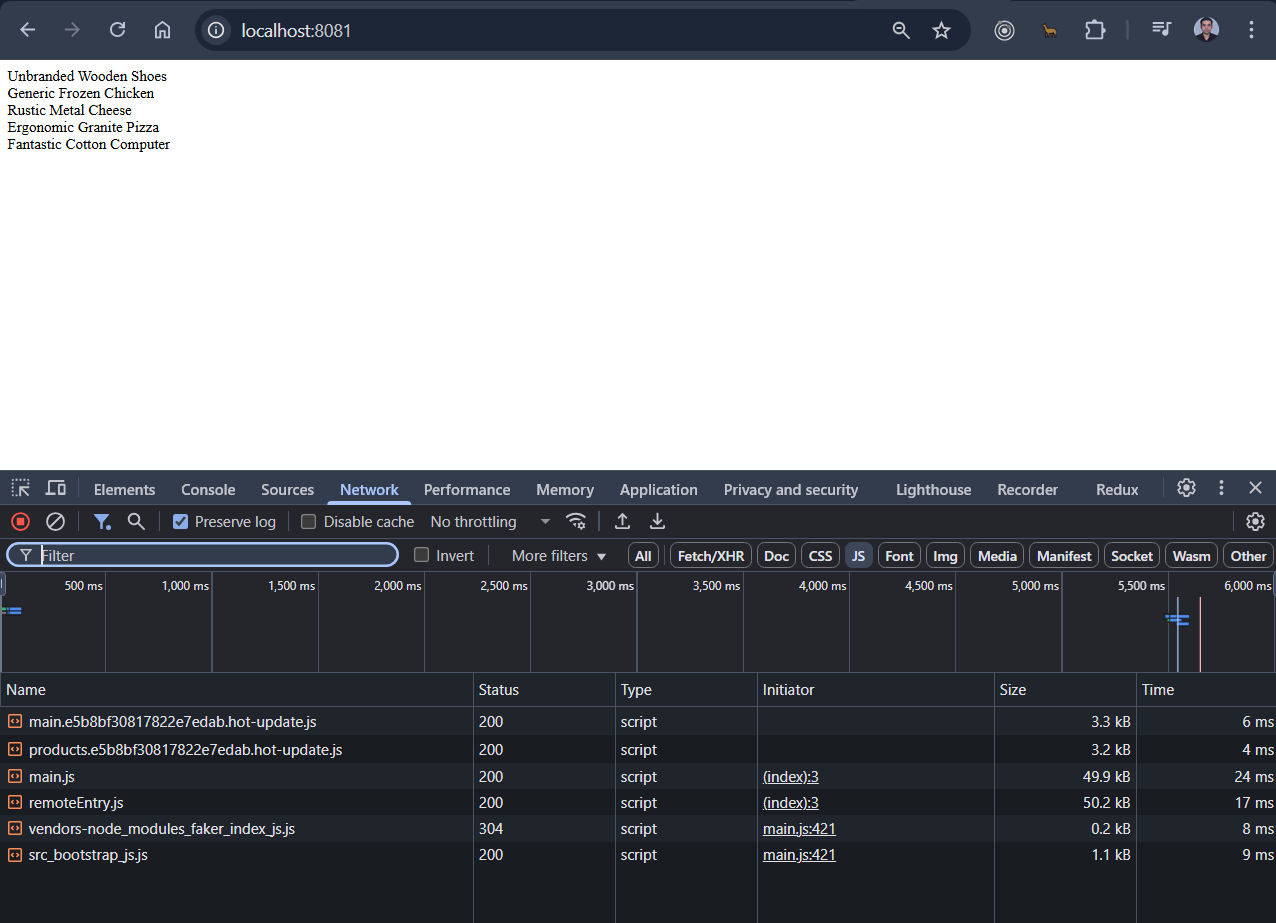 localhost:8081
Unbranded Wooden Shoes
Generic Frozen Chicken
Rustic Metal Cheese
Ergonomic Granite Pizza
Fantastic Cotton Computer
Elements Console Sources Network Performance Memory Application Privacy and security Lighthouse Recorder Redux
Preserve log Disable cache No throttling
Filter Invert More filters All Fetch/XHR Doc CSS JS Font Img Media Manifest Socket Wasm Other
500 ms 1,000 ms 1,500 ms 2,000 ms 2,500 ms 3,000 ms 3,500 ms 4,000 ms 4,500 ms 5,000 ms 5,500 ms 6,000 ms
Name Status Type Initiator Size Time
main.e5b8bf30817822e7edab.hot-update.js 200 script 3.3 kB 6 ms
products.e5b8bf30817822e7edab.hot-update.js 200 script 3.2 kB 4 ms
main.js 200 script (index):3 49.9 kB 24 ms
remoteEntry.js 200 script (index):3 50.2 kB 17 ms
vendors-node_modules_faker_index_js.js 304 script main.js:421 0.2 kB 8 ms
src_bootstrap_js.js 200 script main.js:421 1.1 kB 9 ms